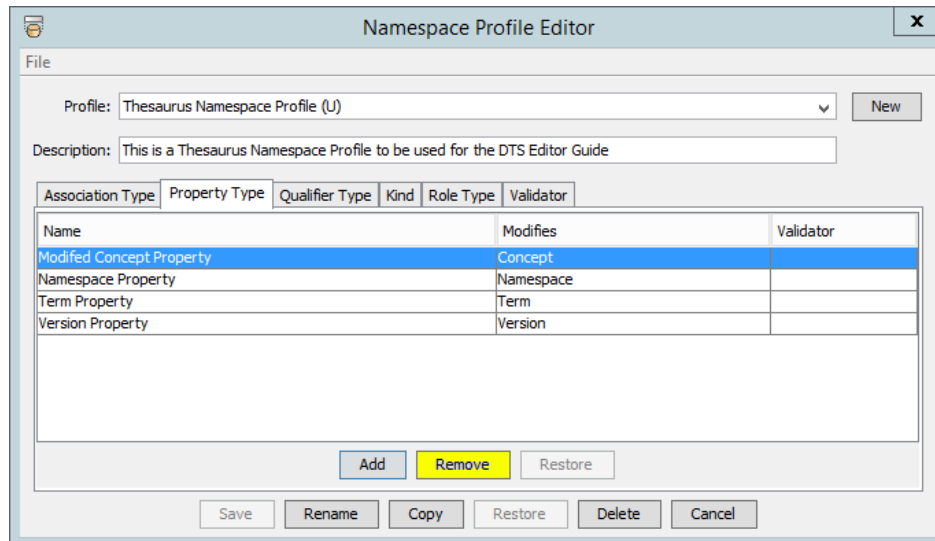 Namespace Profile Editor
x
File
Profile: Thesaurus Namespace Profile (U) New
Description: This is a Thesaurus Namespace Profile to be used for the DTS Editor Guide
Association Type Property Type Qualifier Type Kind Role Type Validator
Name Modifies Validator
Modifed Concept Property Concept
Namespace Property Namespace
Term Property Term
Version Property Version
Add Remove Restore
Save Rename Copy Restore Delete Cancel